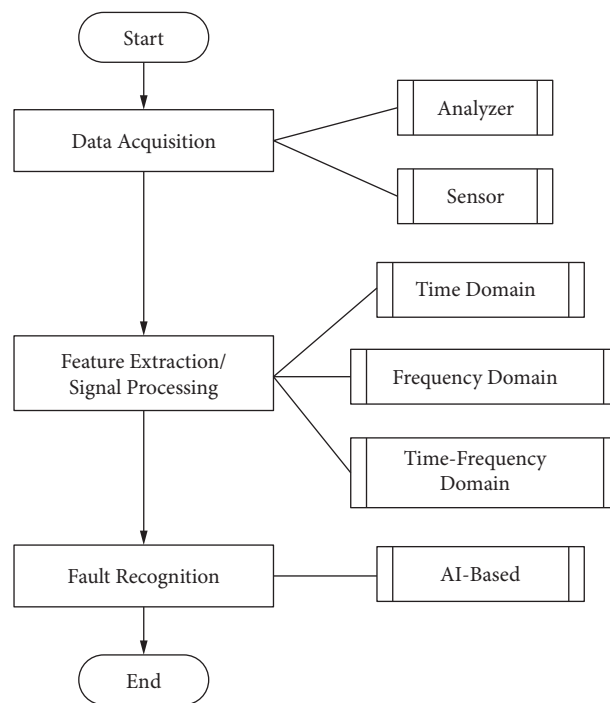 Start
Data Acquisition
Analyzer
Sensor
Feature Extraction/
Signal Processing
Time Domain
Frequency Domain
Time-Frequency
Domain
Fault Recognition
AI-Based
End